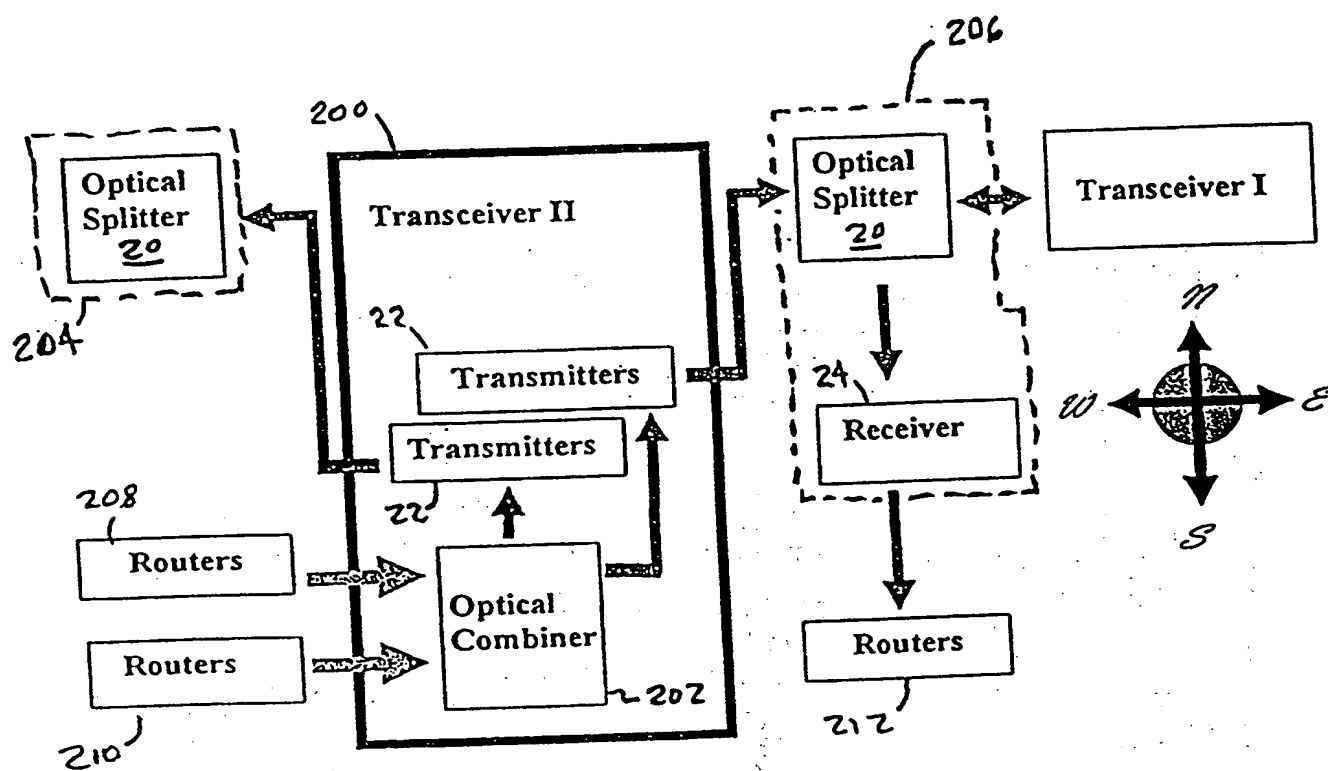 206
200
Optical
Splitter
20
204
Transceiver II
Optical
Splitter
20
Transceiver I
22
Transmitters
Transmitters
22
24
Receiver
N
W
E
S
208
Routers
Optical
Combiner
202
Routers
210
Routers
212